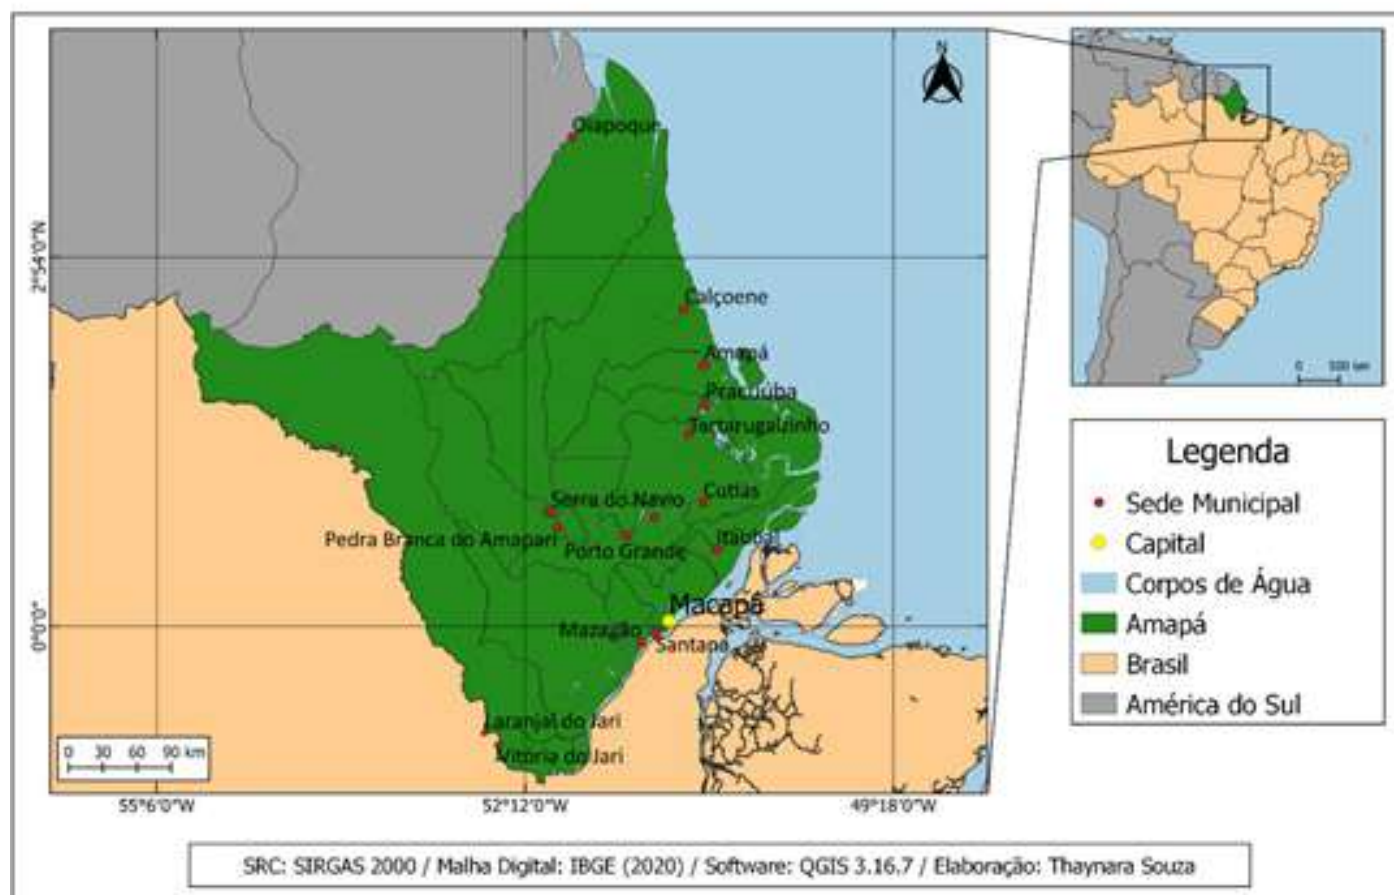 N
Oiapoque
2°54'0"N
Calçoene
Amapá
Pracuúba
Tartarugalzinho
Serra do Navio
Cutias
Pedra Branca do Amapari
Porto Grande
Itaubal
Macapá
0°0'0"
Mazagão
Santana
Laranjal do Jari
Vitória do Jari
0 30 60 90 km
55°6'0"W 52°12'0"W 49°18'0"W
0 500 km
Legenda
Sede Municipal
Capital
Corpos de Água
Amapá
Brasil
América do Sul
SRC: SIRGAS 2000 / Malha Digital: IBGE (2020) / Software: QGIS 3.16.7 / Elaboração: Thaynara Souza